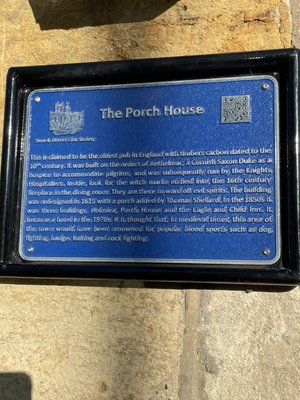 The Porch House
Stow & District Civic Society
This is claimed to be the oldest pub in England with timbers carbon dated to the
10th century. It was built on the orders of Aethelmar, a Cornish Saxon Duke as a
hospice to accommodate pilgrims, and was subsequently run by the Knights
Hospitallers. Inside, look for the witch marks etched into the 16th century
fireplace in the dining room. They are there to ward off evil spirits. The building
was redesigned in 1615 with a porch added by Thomas Shellard. In the 1850s it
was three buildings, Holmlea, Porch House and the Eagle and Child Inn. It
became a hotel in the 1970s. It is thought that, in medieval times, this area of
the town would have been renowned for popular blood sports such as dog
fighting, badger baiting and cock fighting.